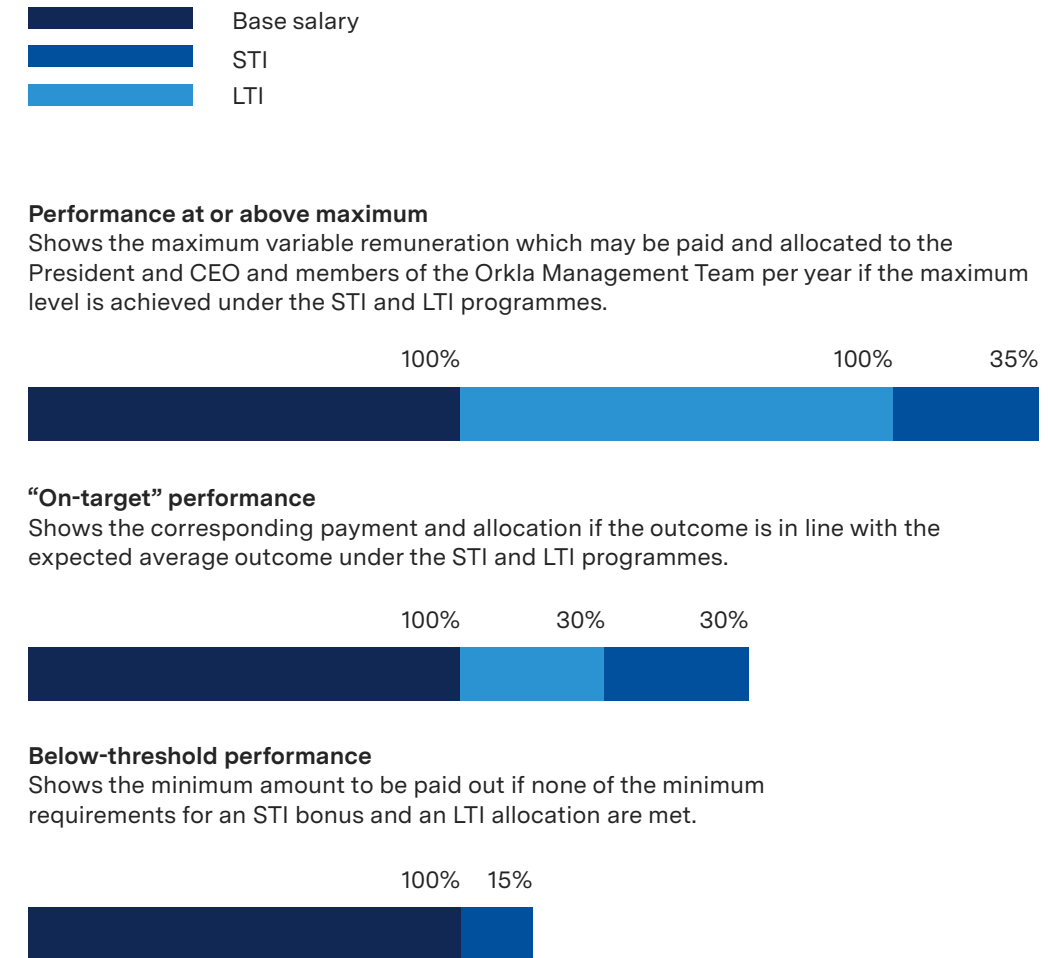 Base salary
STI
LTI
Performance at or above maximum
Shows the maximum variable remuneration which may be paid and allocated to the
President and CEO and members of the Orkla Management Team per year if the maximum
level is achieved under the STI and LTI programmes.
100% 100% 35%
“On-target” performance
Shows the corresponding payment and allocation if the outcome is in line with the
expected average outcome under the STI and LTI programmes.
100% 30% 30%
Below-threshold performance
Shows the minimum amount to be paid out if none of the minimum
requirements for an STI bonus and an LTI allocation are met.
100% 15%